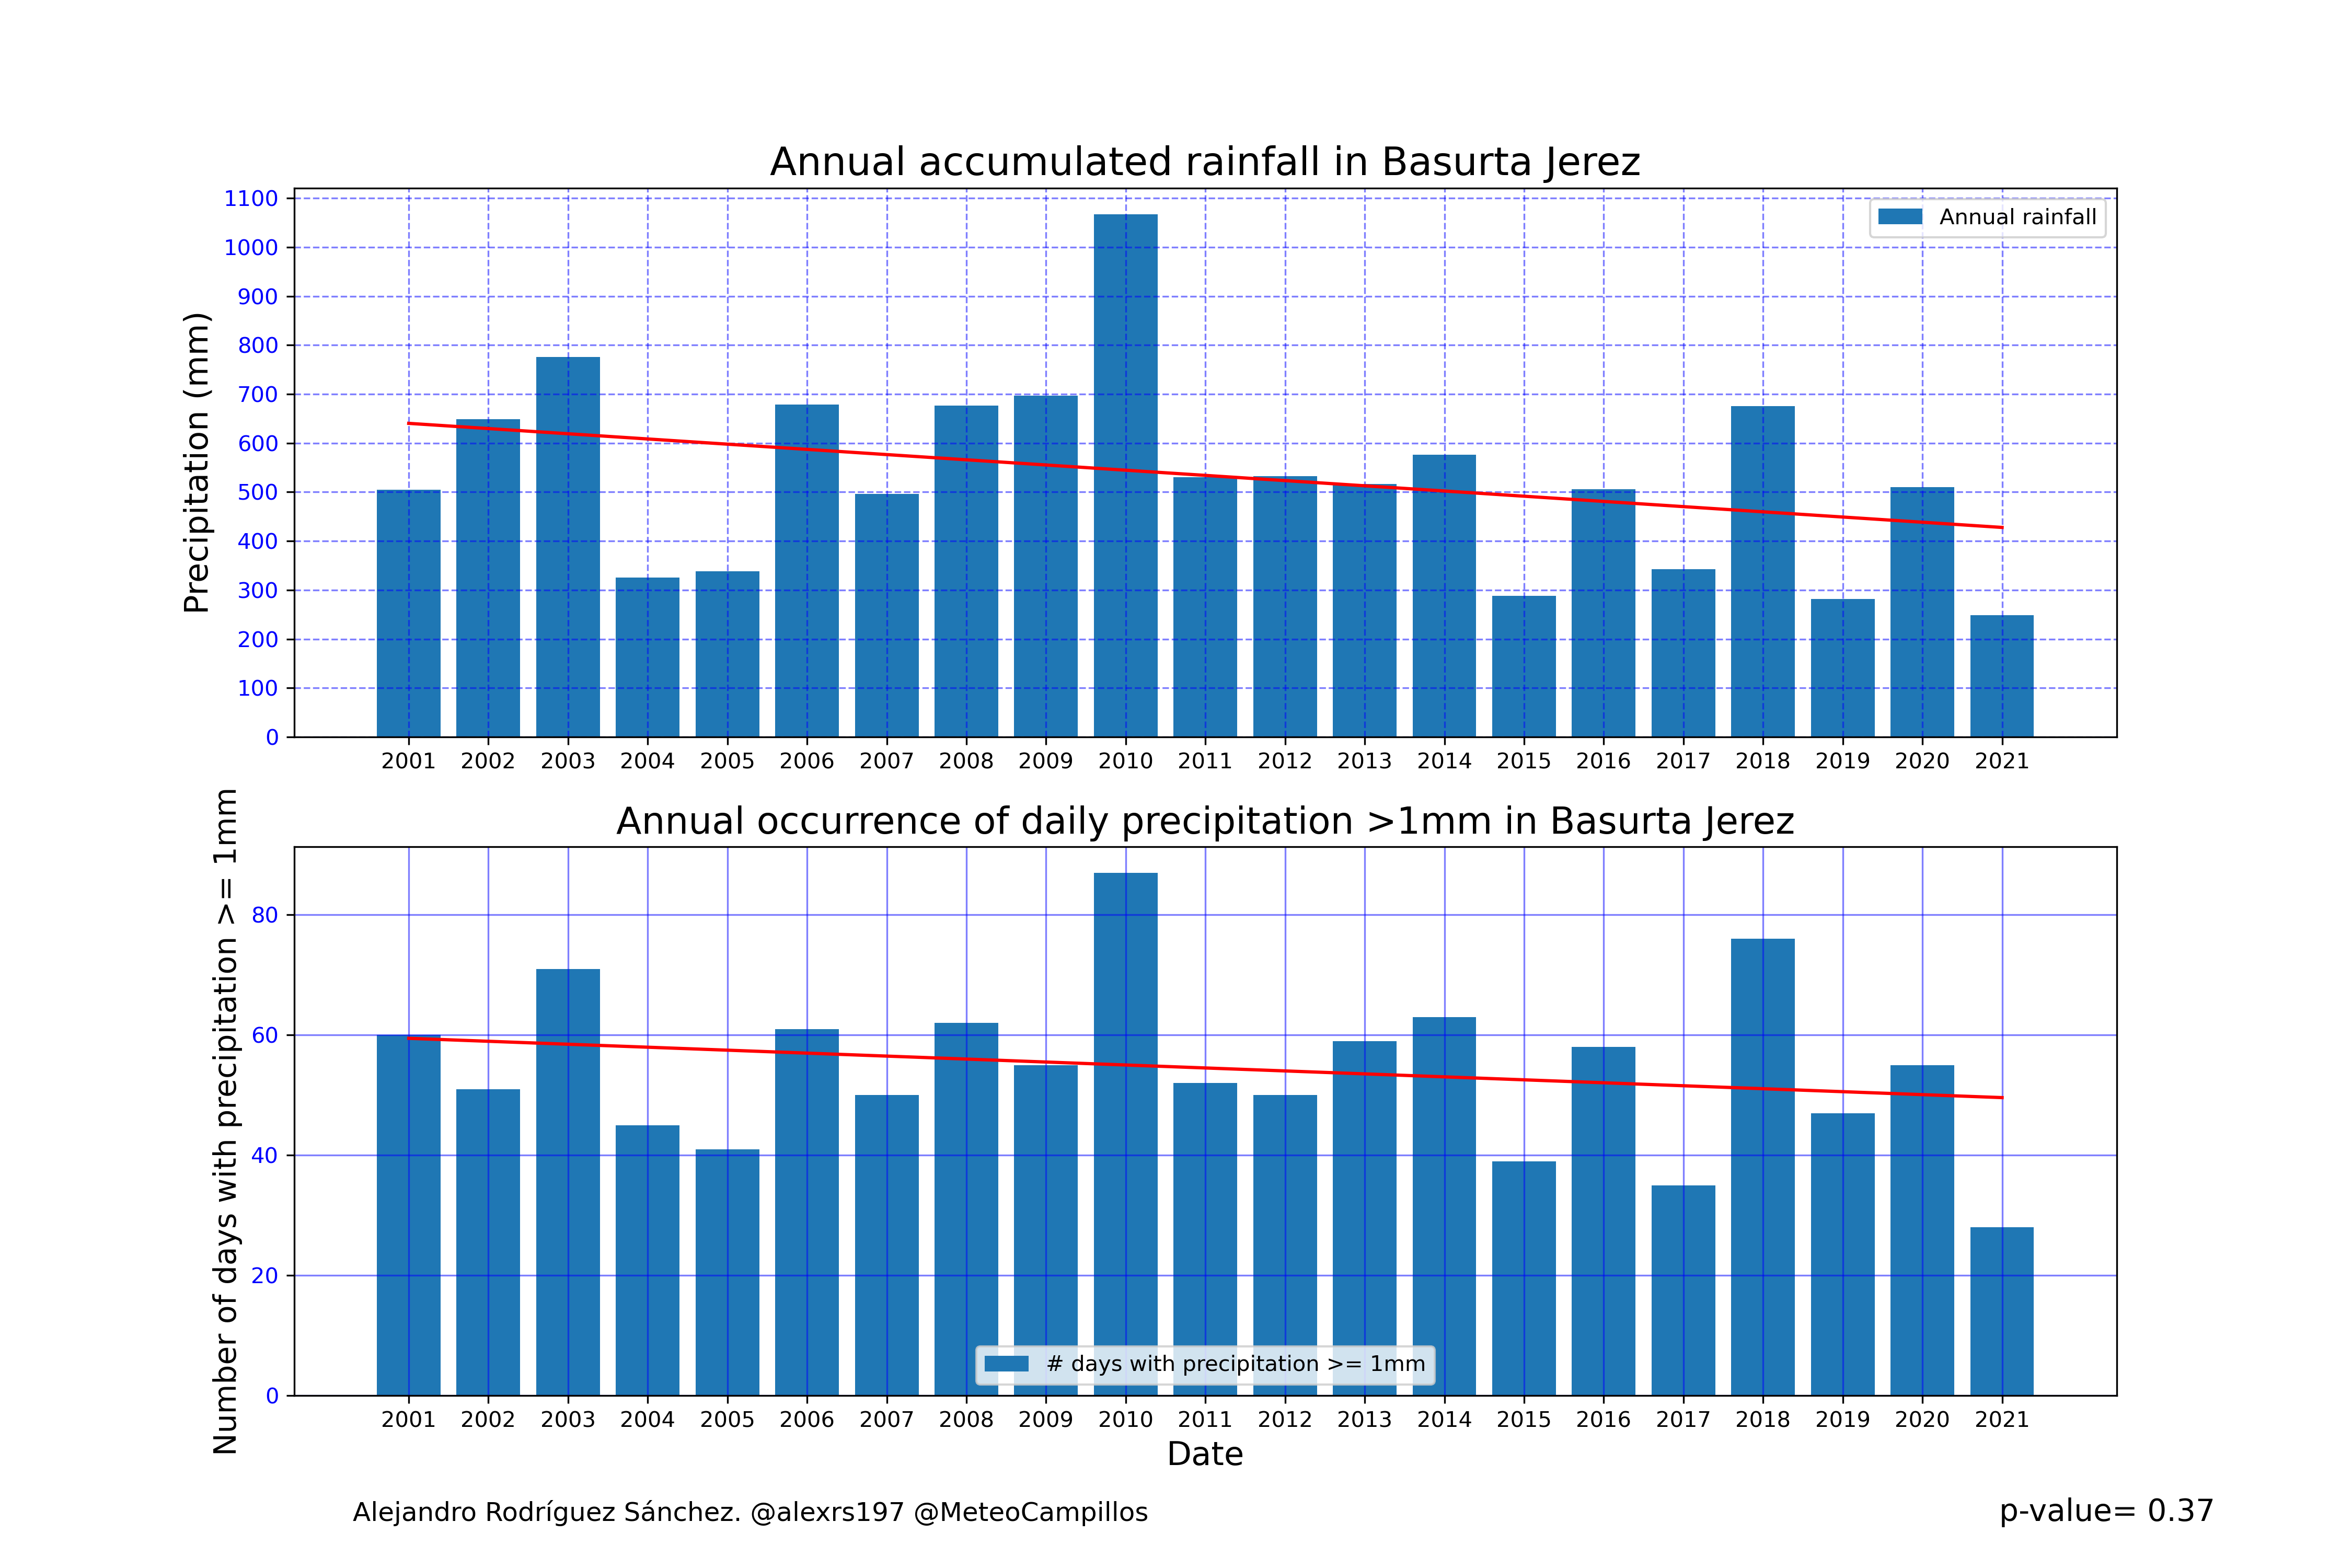 Annual accumulated rainfall in Basurta Jerez
Precipitation (mm)
1100
1000
900
800
700
600
500
400
300
200
100
0
Annual rainfall
2001 2002 2003 2004 2005 2006 2007 2008 2009 2010 2011 2012 2013 2014 2015 2016 2017 2018 2019 2020 2021
Annual occurrence of daily precipitation >1mm in Basurta Jerez
Number of days with precipitation >= 1mm
80
60
40
20
0
# days with precipitation >= 1mm
2001 2002 2003 2004 2005 2006 2007 2008 2009 2010 2011 2012 2013 2014 2015 2016 2017 2018 2019 2020 2021
Date
Alejandro Rodríguez Sánchez. @alexrs197 @MeteoCampillos
p-value= 0.37